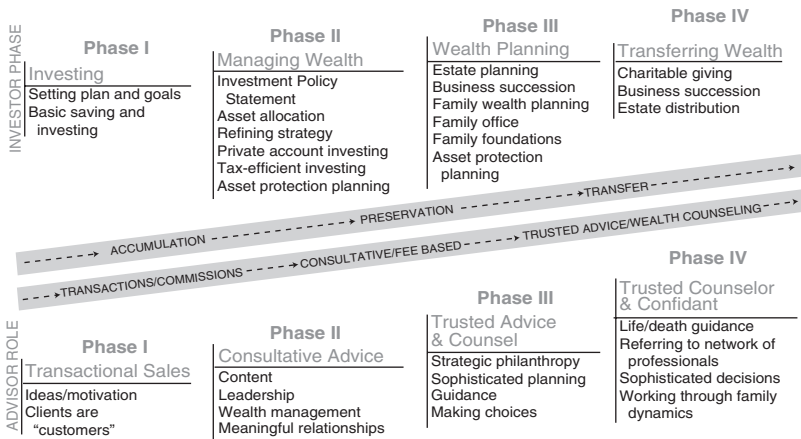 INVESTOR PHASE
Phase I
Investing
Setting plan and goals
Basic saving and
investing
Phase II
Managing Wealth
Investment Policy
Statement
Asset allocation
Refining strategy
Private account investing
Tax-efficient investing
Asset protection planning
Phase III
Wealth Planning
Estate planning
Business succession
Family wealth planning
Family office
Family foundations
Asset protection
planning
Phase IV
Transferring Wealth
Charitable giving
Business succession
Estate distribution
ACCUMULATION
PRESERVATION
TRANSFER
TRANSACTIONS/COMMISSIONS
CONSULTATIVE/FEE BASED
TRUSTED ADVICE/WEALTH COUNSELING
ADVISOR ROLE
Phase I
Transactional Sales
Ideas/motivation
Clients are
“customers”
Phase II
Consultative Advice
Content
Leadership
Wealth management
Meaningful relationships
Phase III
Trusted Advice
& Counsel
Strategic philanthropy
Sophisticated planning
Guidance
Making choices
Phase IV
Trusted Counselor
& Confidant
Life/death guidance
Referring to network of
professionals
Sophisticated decisions
Working through family
dynamics